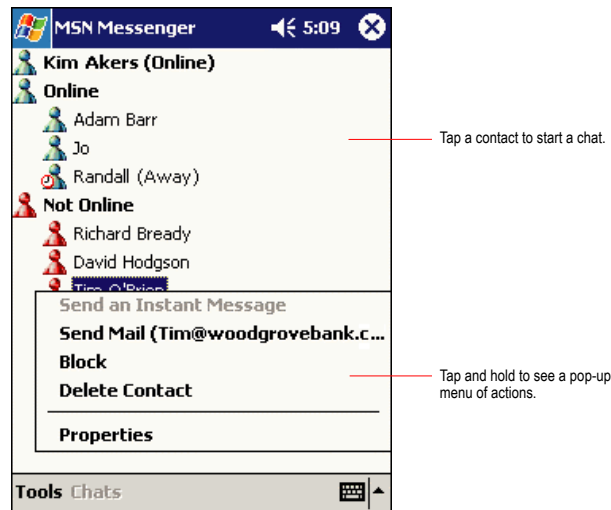 MSN Messenger 5:09
Kim Akers (Online)
Online
Adam Barr
Jo
Randall (Away)
Not Online
Richard Bready
David Hodgson
Tim O'Brien
Send an Instant Message
Send Mail (Tim@woodgrovebank.c...
Block
Delete Contact
Properties
Tools Chats
Tap a contact to start a chat.
Tap and hold to see a pop-up
menu of actions.